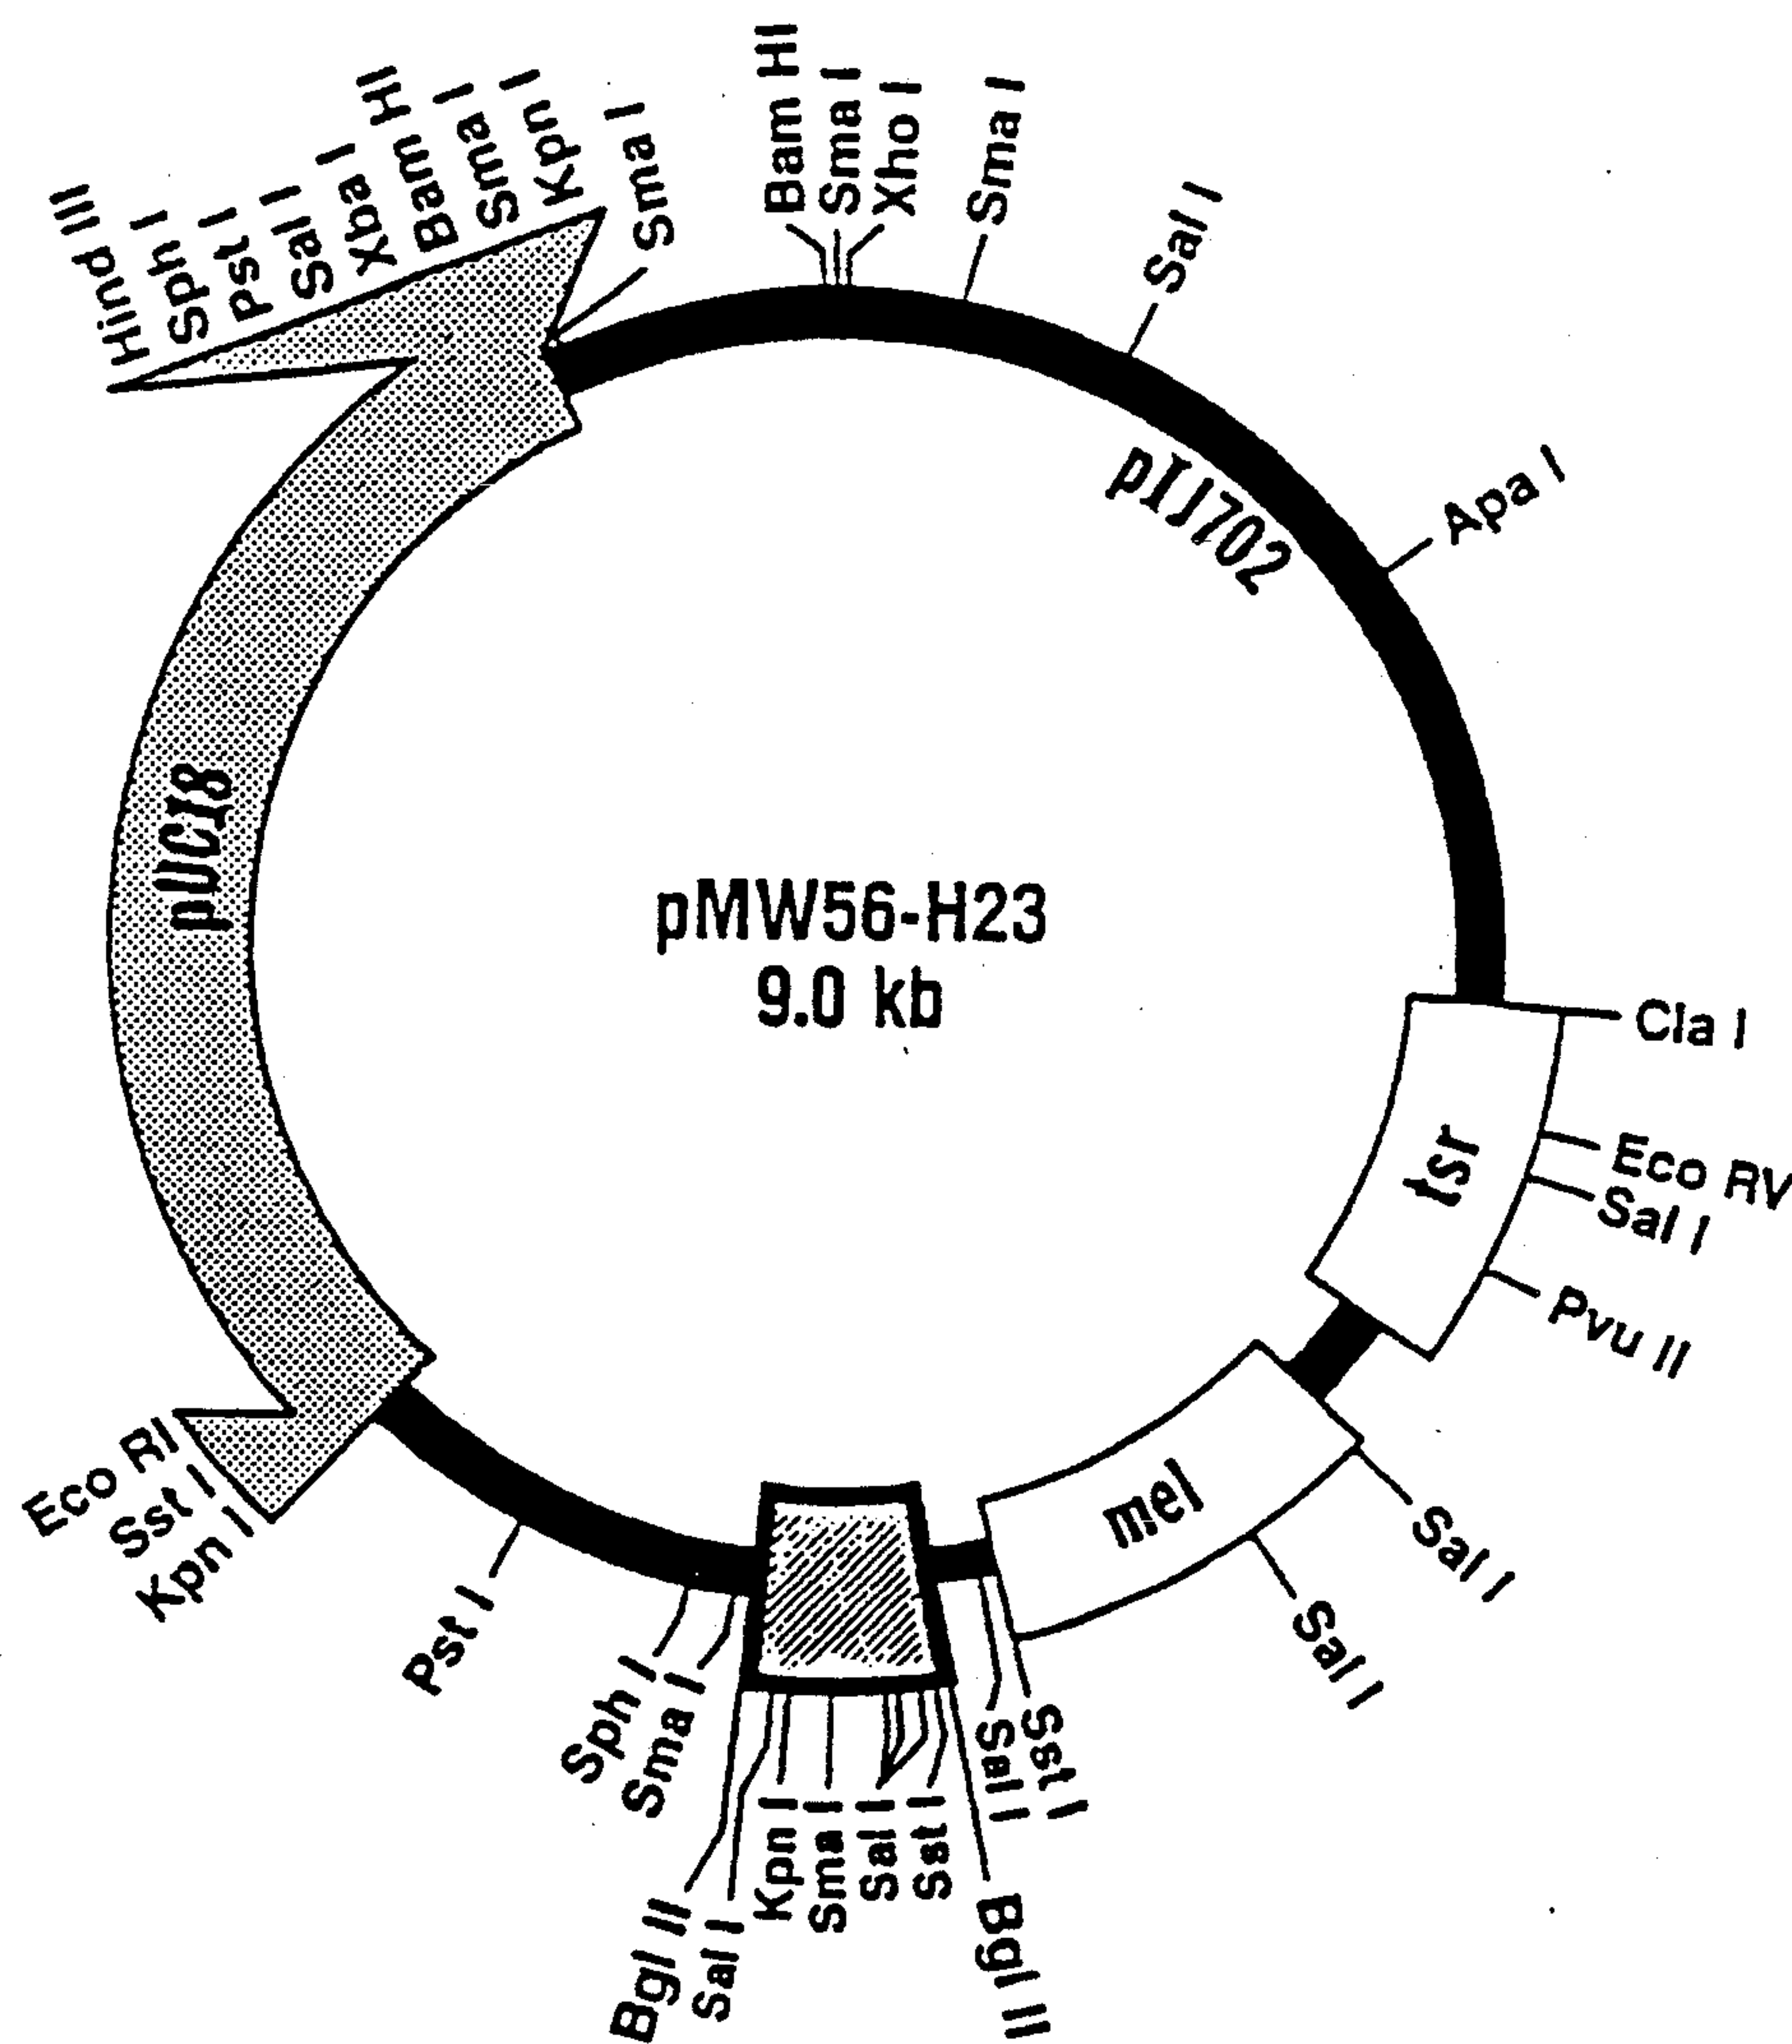 Hind III
Sph I
Pst I
Sal I
Xba I
Bam HI
Sma I
Kpn I
Sma I
Bam HI
Sma I
Xho I
Sma I
Sal I
Apa I
pIJ702
Cla I
tsr
Eco RV
Sal I
Pvu II
mel
Sal I
Sal I
Sst I
Sal I
Bgl II
Sst I
Sal I
Sma I
Kpn I
Sal I
Bgl II
Sma I
Sph I
Pst I
Kpn I
Sst I
Eco RI
pUC18
pMW56-H23
9.0 kb